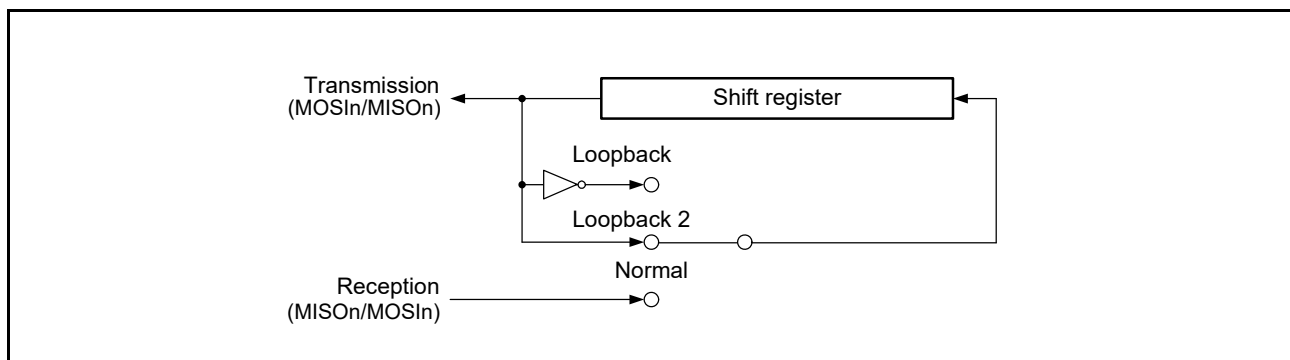 Transmission
(MOSIn/MISOn)
Shift register
Loopback
Loopback 2
Normal
Reception
(MISOn/MOSIn)